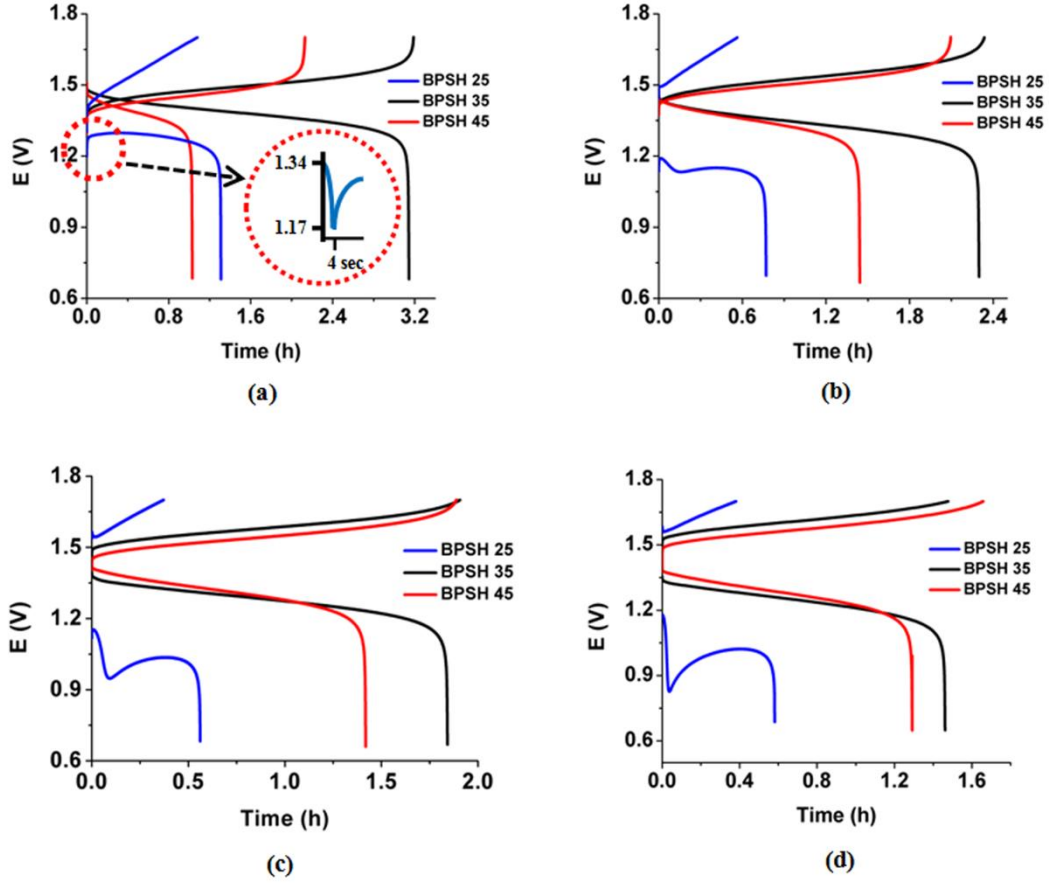 1.8
1.5
1.2
0.9
0.6
E (V)
BPSH 25
BPSH 35
BPSH 45
1.34
1.17
4 sec
0.0 0.8 1.6 2.4 3.2
Time (h)
(a)
1.8
1.5
1.2
0.9
0.6
E (V)
BPSH 25
BPSH 35
BPSH 45
0.0 0.6 1.2 1.8 2.4
Time (h)
(b)
1.8
1.5
1.2
0.9
0.6
E (V)
BPSH 25
BPSH 35
BPSH 45
0.0 0.5 1.0 1.5 2.0
Time (h)
(c)
1.8
1.5
1.2
0.9
0.6
E (V)
BPSH 25
BPSH 35
BPSH 45
0.0 0.4 0.8 1.2 1.6
Time (h)
(d)